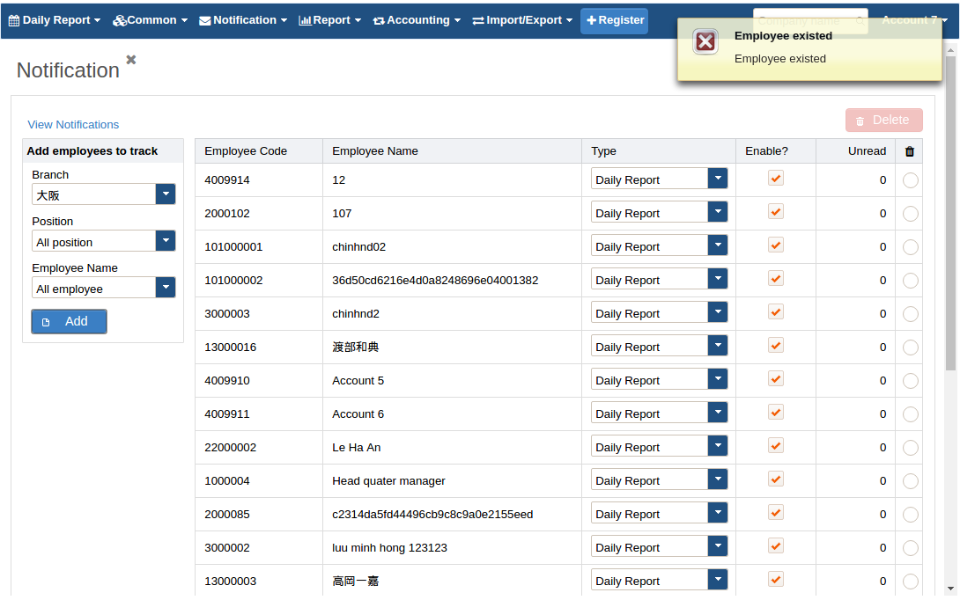 Daily Report Common Notification Report Accounting Import/Export Register Account 7
Employee existed
Employee existed
Notification
View Notifications
Delete
Add employees to track
Branch
大阪
Position
All position
Employee Name
All employee
Add
Employee Code Employee Name Type Enable? Unread
4009914 12 Daily Report 0
2000102 107 Daily Report 0
101000001 chinhnd02 Daily Report 0
101000002 36d50cd6216e4d0a8248696e04001382 Daily Report 0
3000003 chinhnd2 Daily Report 0
13000016 渡部和典 Daily Report 0
4009910 Account 5 Daily Report 0
4009911 Account 6 Daily Report 0
22000002 Le Ha An Daily Report 0
1000004 Head quater manager Daily Report 0
2000085 c2314da5fd44496cb9c8c9a0e2155eed Daily Report 0
3000002 luu minh hong 123123 Daily Report 0
13000003 高岡一嘉 Daily Report 0